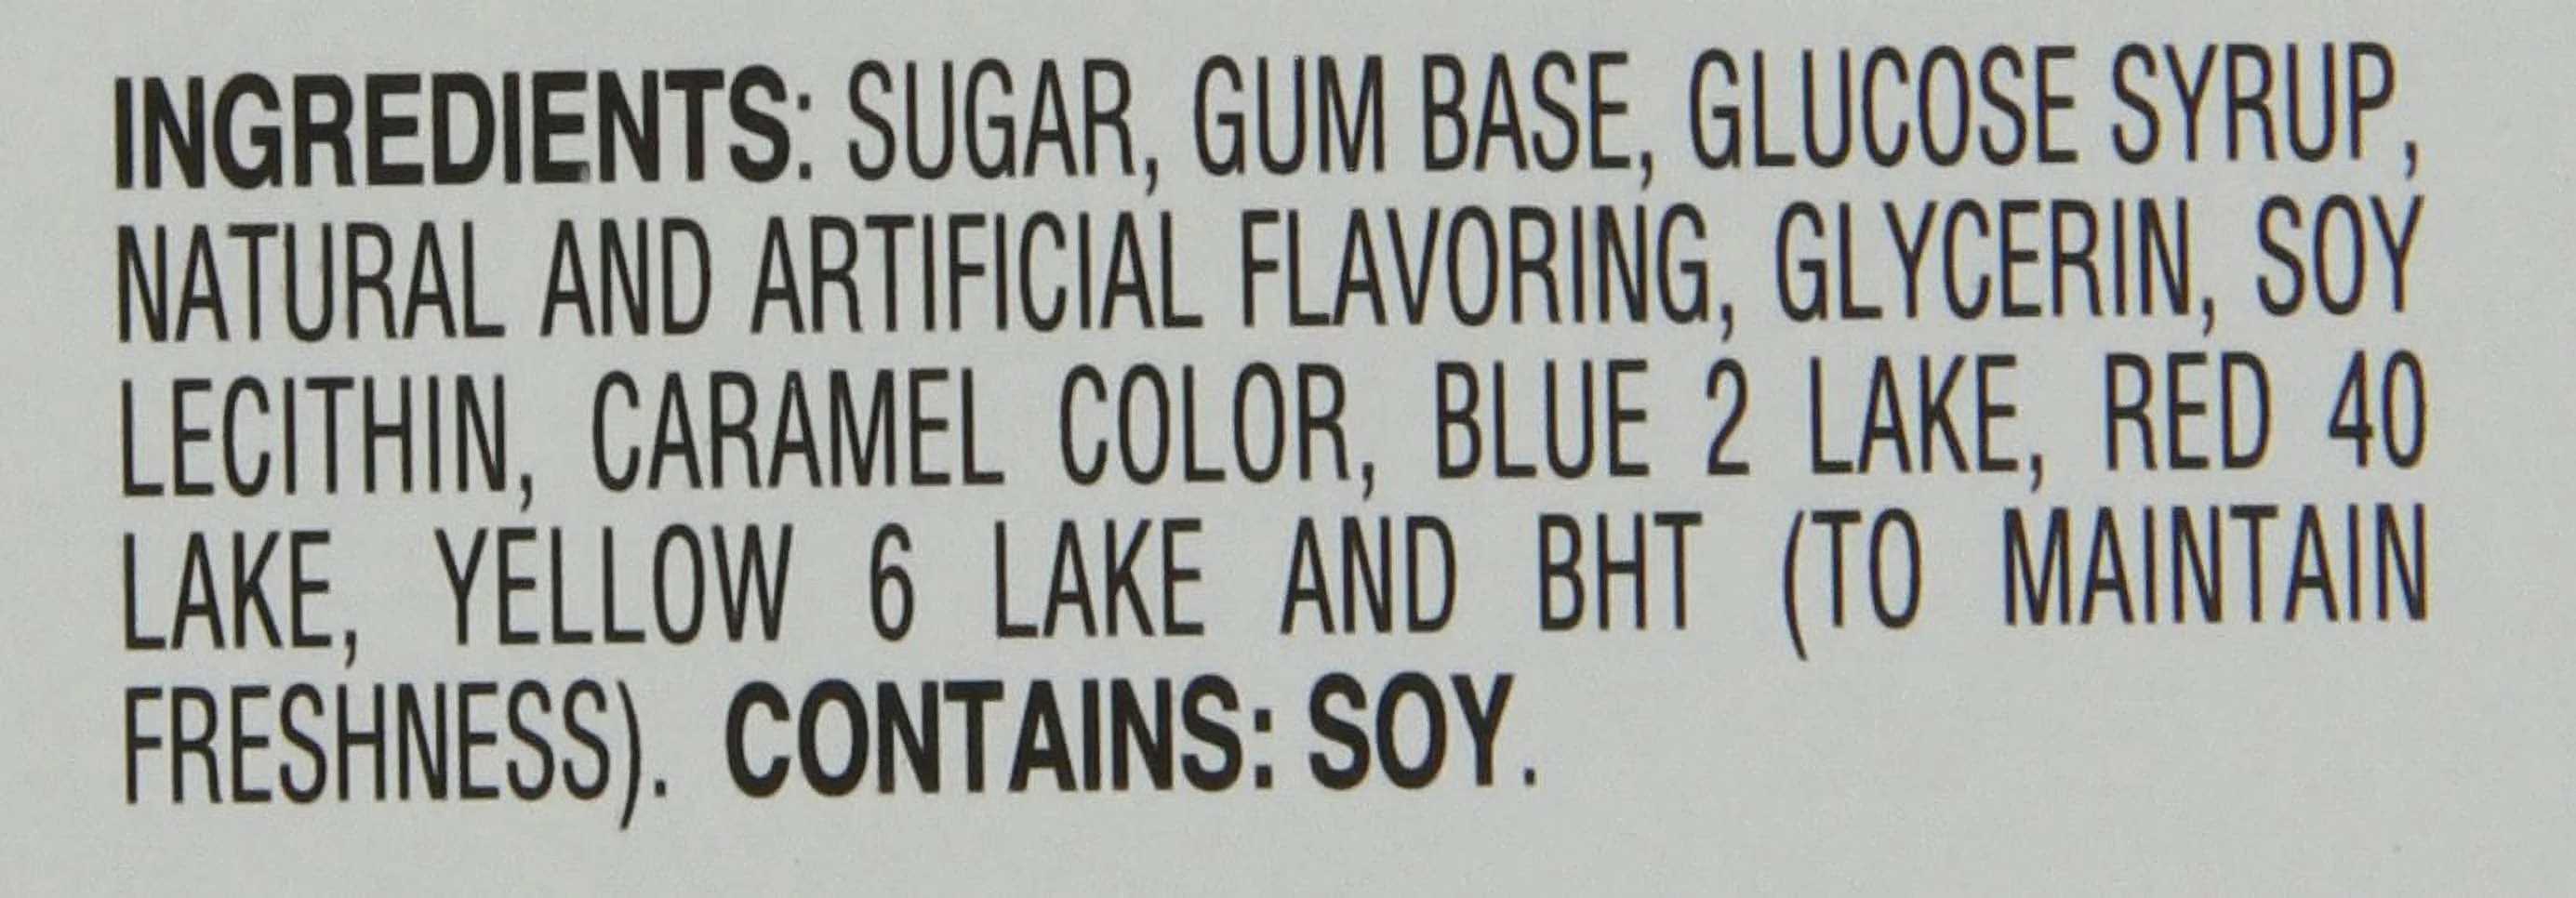 INGREDIENTS: SUGAR, GUM BASE, GLUCOSE SYRUP,
NATURAL AND ARTIFICIAL FLAVORING, GLYCERIN, SOY
LECITHIN, CARAMEL COLOR, BLUE 2 LAKE, RED 40
LAKE, YELLOW 6 LAKE AND BHT (TO MAINTAIN
FRESHNESS). CONTAINS: SOY.